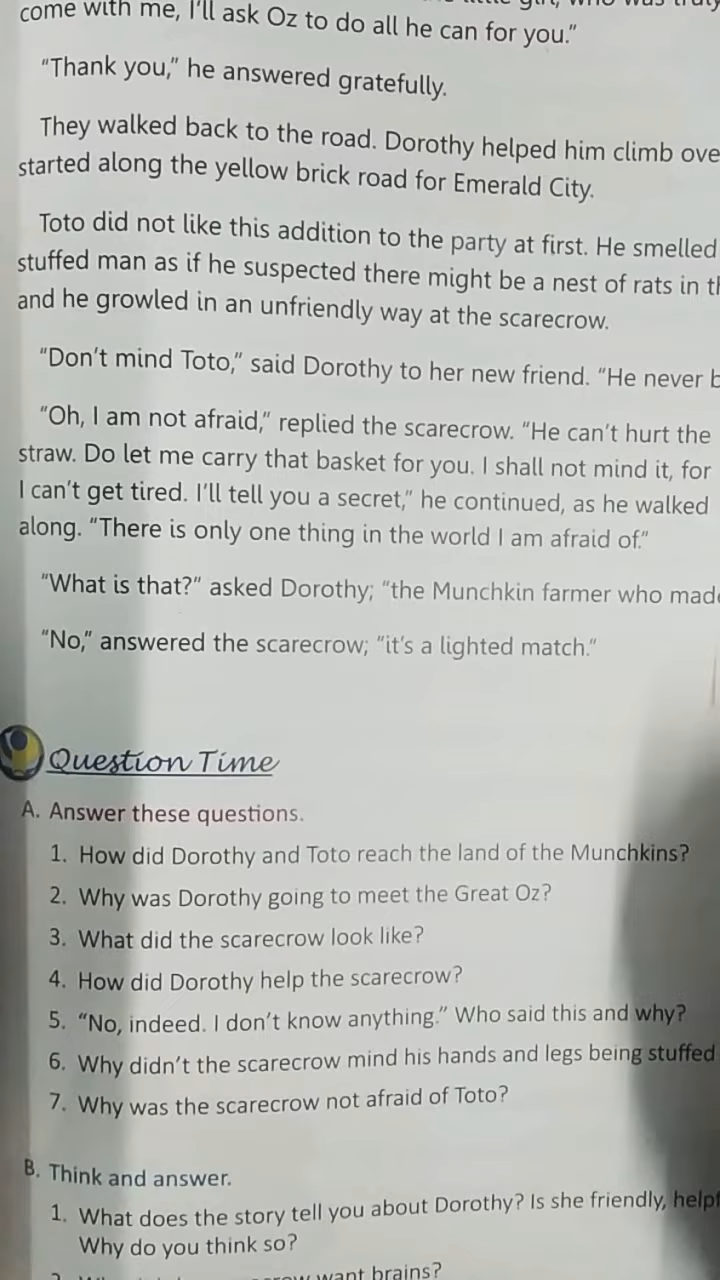 come with me, I'll ask Oz to do all he can for you."
"Thank you," he answered gratefully.
They walked back to the road. Dorothy helped him climb ove
started along the yellow brick road for Emerald City.
Toto did not like this addition to the party at first. He smelled
stuffed man as if he suspected there might be a nest of rats in th
and he growled in an unfriendly way at the scarecrow.
"Don't mind Toto," said Dorothy to her new friend. "He never b
"Oh, I am not afraid," replied the scarecrow. "He can't hurt the
straw. Do let me carry that basket for you. I shall not mind it, for
I can't get tired. I'll tell you a secret," he continued, as he walked
along. "There is only one thing in the world I am afraid of."
"What is that?" asked Dorothy; "the Munchkin farmer who made
"No," answered the scarecrow; "it's a lighted match."
Question Time
A. Answer these questions.
1. How did Dorothy and Toto reach the land of the Munchkins?
2. Why was Dorothy going to meet the Great Oz?
3. What did the scarecrow look like?
4. How did Dorothy help the scarecrow?
5. "No, indeed. I don't know anything." Who said this and why?
6. Why didn't the scarecrow mind his hands and legs being stuffed
7. Why was the scarecrow not afraid of Toto?
B. Think and answer.
1. What does the story tell you about Dorothy? Is she friendly, helpf
Why do you think so?
want brains?